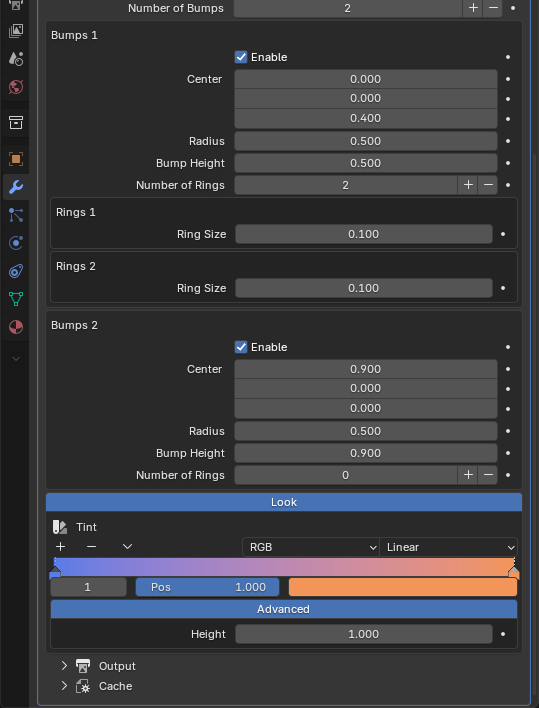 Number of Bumps 2 + −
Bumps 1
Enable
Center 0.000
0.000
0.400
Radius 0.500
Bump Height 0.500
Number of Rings 2 + −
Rings 1
Ring Size 0.100
Rings 2
Ring Size 0.100
Bumps 2
Enable
Center 0.900
0.000
0.000
Radius 0.500
Bump Height 0.900
Number of Rings 0 + −
Look
Tint
+ − RGB Linear
1 Pos 1.000
Advanced
Height 1.000
Output
Cache